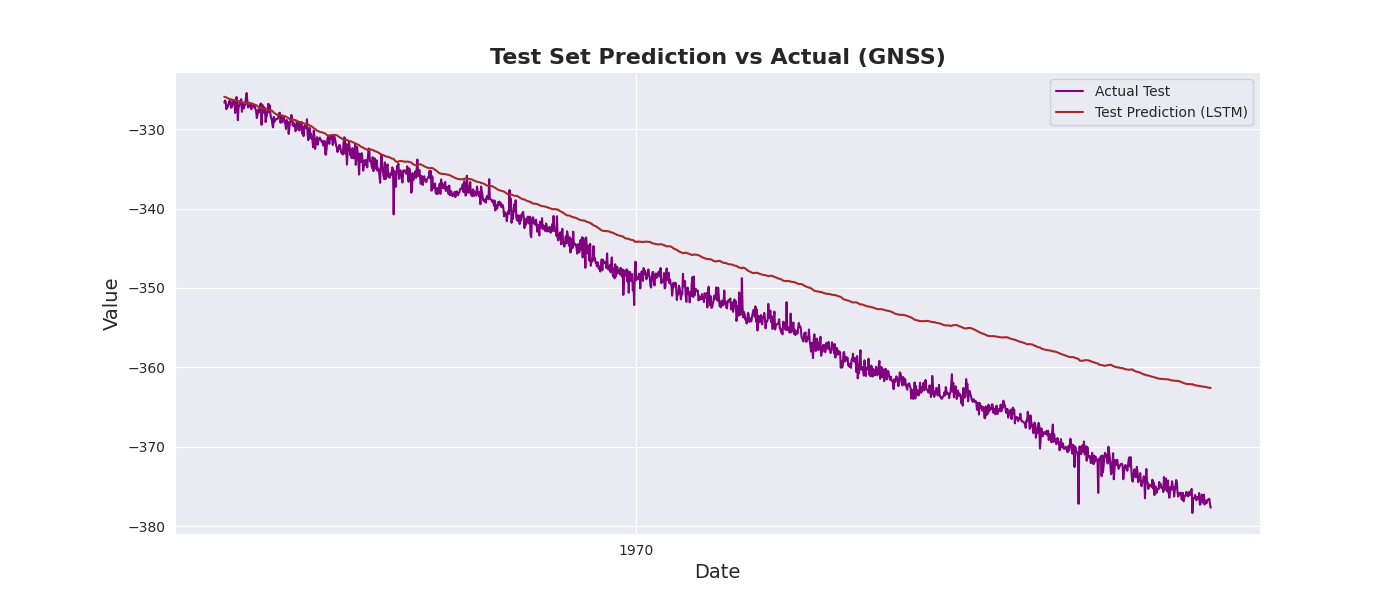 Test Set Prediction vs Actual (GNSS)
Actual Test
Test Prediction (LSTM)
Value
−330
−340
−350
−360
−370
−380
1970
Date